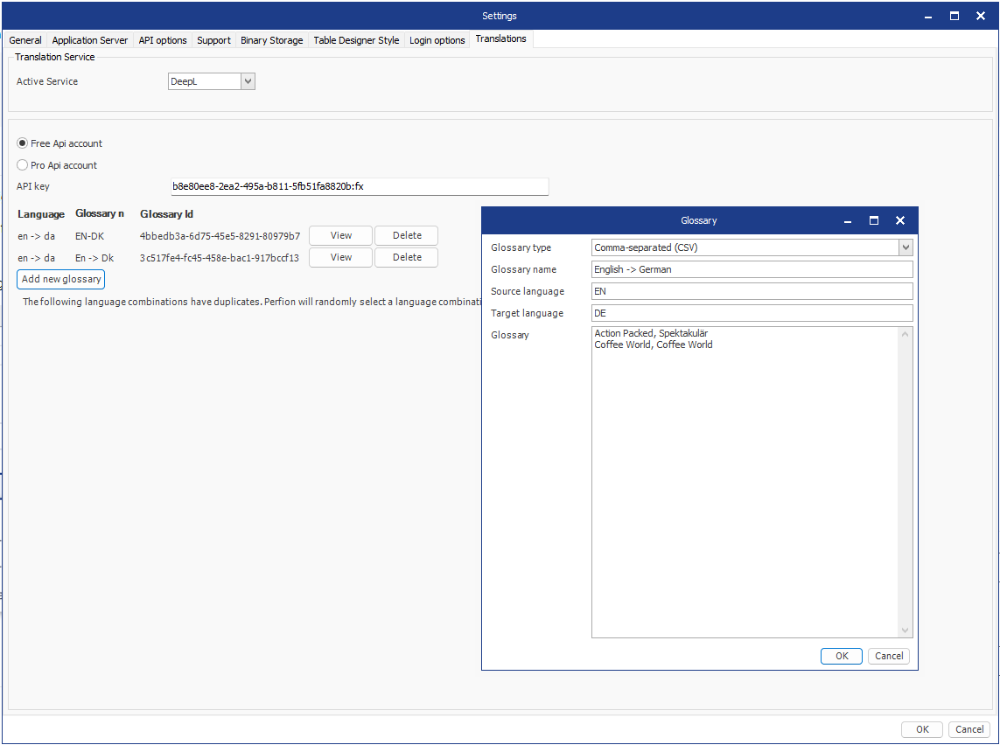 Settings
General Application Server API options Support Binary Storage Table Designer Style Login options Translations
Translation Service
Active Service DeepL
Free Api account
Pro Api account
API key b8e80ee8-2ea2-495a-b811-5fb51fa8820b:fx
Language Glossary n Glossary Id
en -> da EN-DK 4bbedb3a-6d75-45e5-8291-80979b7 View Delete
en -> da En -> Dk 3c517fe4-fc45-458e-bac1-917bccf13 View Delete
Add new glossary
The following language combinations have duplicates. Perfion will randomly select a language combinati
Glossary
Glossary type Comma-separated (CSV)
Glossary name English -> German
Source language EN
Target language DE
Glossary Action Packed, Spektakulär
Coffee World, Coffee World
OK Cancel
OK Cancel